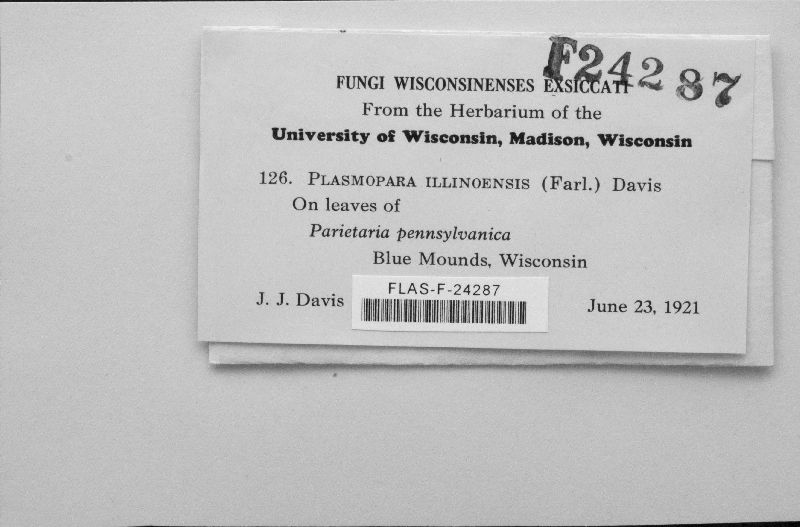 F24287
FUNGI WISCONSINENSES EXSICCATI
From the Herbarium of the
University of Wisconsin, Madison, Wisconsin
126. PLASMOPARA ILLINOENSIS (Farl.) Davis
On leaves of
Parietaria pennsylvanica
Blue Mounds, Wisconsin
FLAS-F-24287
J. J. Davis June 23, 1921